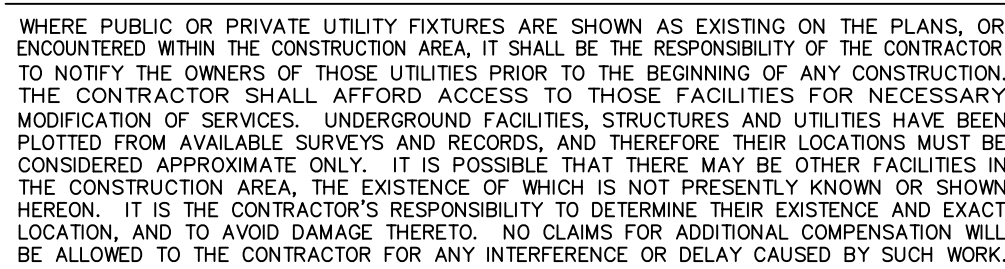 WHERE PUBLIC OR PRIVATE UTILITY FIXTURES ARE SHOWN AS EXISTING ON THE PLANS, OR
ENCOUNTERED WITHIN THE CONSTRUCTION AREA, IT SHALL BE THE RESPONSIBILITY OF THE CONTRACTOR
TO NOTIFY THE OWNERS OF THOSE UTILITIES PRIOR TO THE BEGINNING OF ANY CONSTRUCTION.
THE CONTRACTOR SHALL AFFORD ACCESS TO THOSE FACILITIES FOR NECESSARY
MODIFICATION OF SERVICES. UNDERGROUND FACILITIES, STRUCTURES AND UTILITIES HAVE BEEN
PLOTTED FROM AVAILABLE SURVEYS AND RECORDS, AND THEREFORE THEIR LOCATIONS MUST BE
CONSIDERED APPROXIMATE ONLY. IT IS POSSIBLE THAT THERE MAY BE OTHER FACILITIES IN
THE CONSTRUCTION AREA, THE EXISTENCE OF WHICH IS NOT PRESENTLY KNOWN OR SHOWN
HEREON. IT IS THE CONTRACTOR'S RESPONSIBILITY TO DETERMINE THEIR EXISTENCE AND EXACT
LOCATION, AND TO AVOID DAMAGE THERETO. NO CLAIMS FOR ADDITIONAL COMPENSATION WILL
BE ALLOWED TO THE CONTRACTOR FOR ANY INTERFERENCE OR DELAY CAUSED BY SUCH WORK.